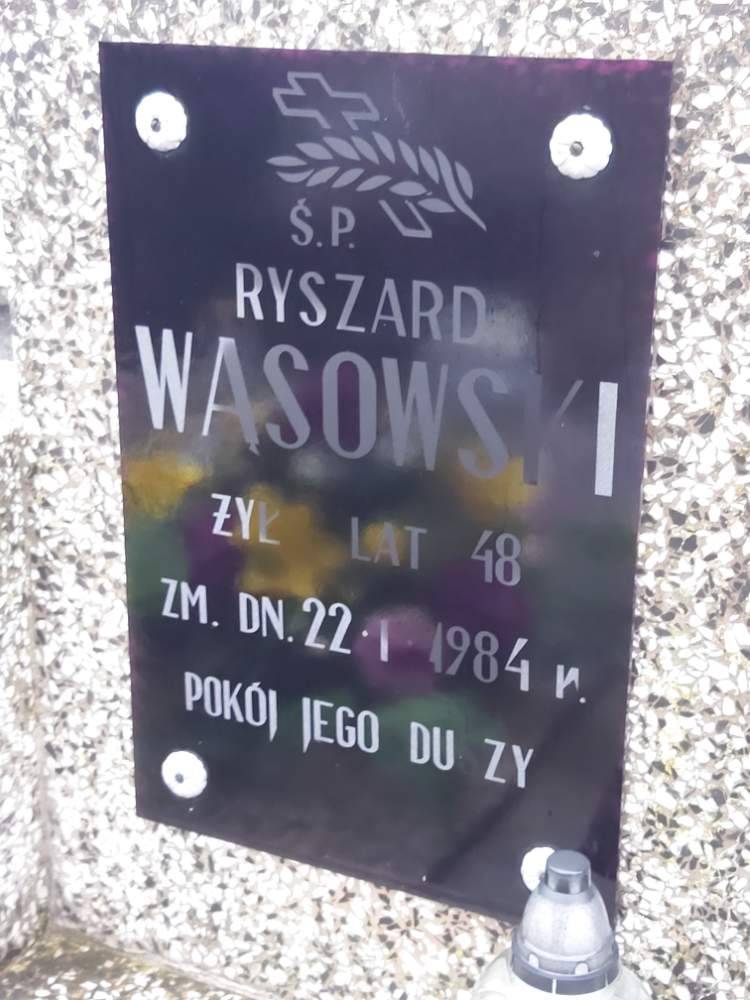 Ś.P.
RYSZARD
WĄSOWSKI
ŻYŁ LAT 48
ZM. DN. 22·I·1984 r.
POKÓJ JEGO DU ZY